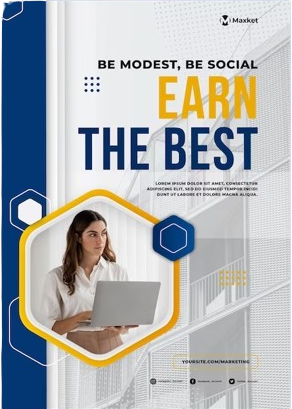 Maxket
BE MODEST, BE SOCIAL
EARN
THE BEST
LOREM IPSUM DOLOR SIT AMET, CONSECTETUR
ADIPISCING ELIT, SED DO EIUSMOD TEMPOR INCIDI
DUNT UT LABORE ET DOLORE MAGNA ALIQUA.
YOURSITE.COM/MARKETING